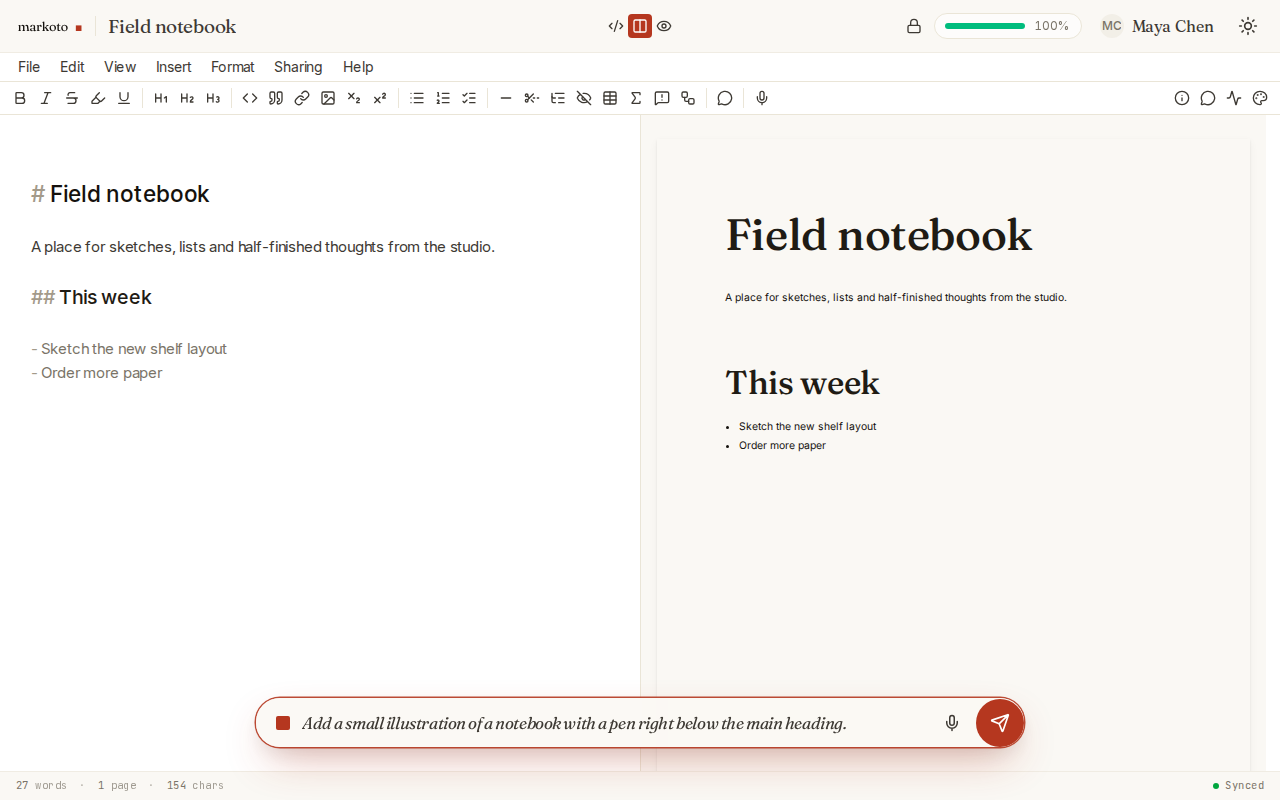 markoto
Field notebook
100%
MC
Maya Chen
File Edit View Insert Format Sharing Help
H1 H2 H3
# Field notebook
A place for sketches, lists and half-finished thoughts from the studio.
## This week
- Sketch the new shelf layout
- Order more paper
Field notebook
A place for sketches, lists and half-finished thoughts from the studio.
This week
• Sketch the new shelf layout
• Order more paper
Add a small illustration of a notebook with a pen right below the main heading.
27 words · 1 page · 154 chars
Synced